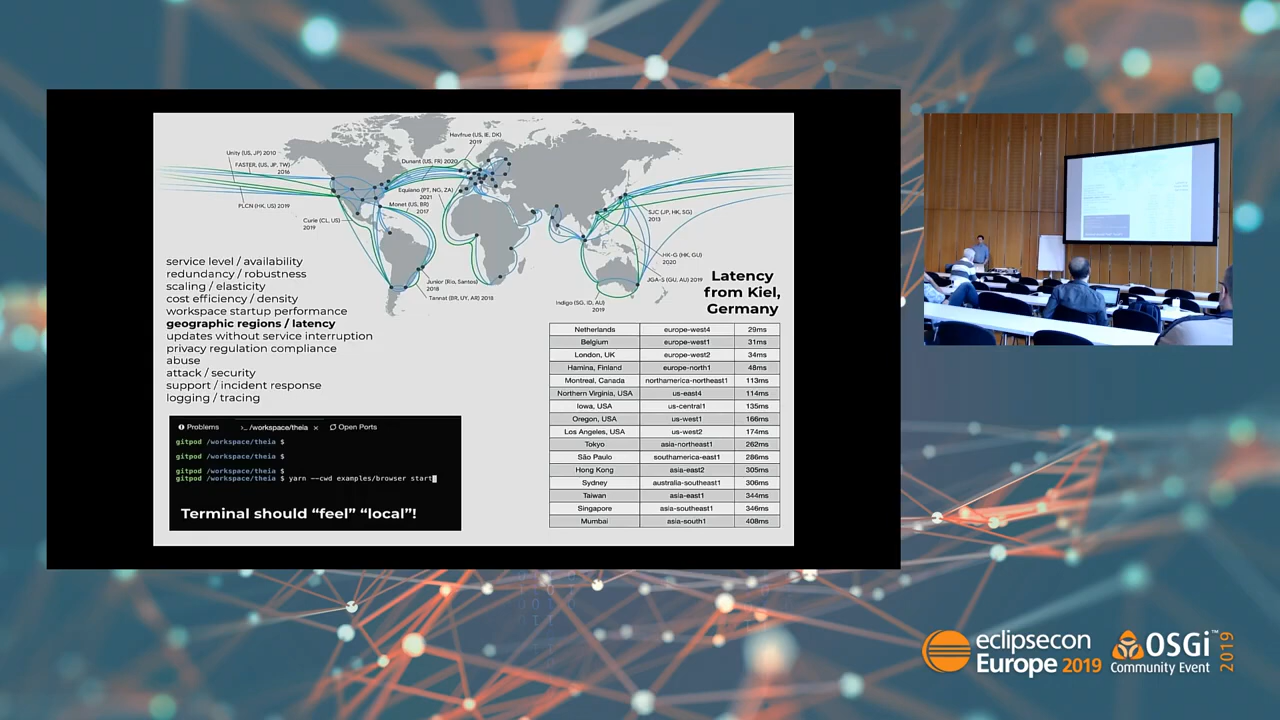 Havfrue (US, IE, DK)
2019
Unity (US, JP) 2010
FASTER, (US, JP, TW)
2016
Dunant (US, FR) 2020
Equiano (PT, NG, ZA)
2021
PLCN (HK, US) 2019
Monet (US, BR)
2017
Curie (CL, US)
2019
SJC (JP, HK, SG)
2013
HK-G (HK, GU)
2020
JGA-S (GU, AU) 2019
Junior (Rio, Santos)
2018
Tannat (BR, UY, AR) 2018
Indigo (SG, ID, AU)
2019
service level / availability
redundancy / robustness
scaling / elasticity
cost efficiency / density
workspace startup performance
geographic regions / latency
updates without service interruption
privacy regulation compliance
abuse
attack / security
support / incident response
logging / tracing
Latency
from Kiel,
Germany
Netherlands europe-west4 29ms
Belgium europe-west1 31ms
London, UK europe-west2 34ms
Hamina, Finland europe-north1 48ms
Montreal, Canada northamerica-northeast1 113ms
Northern Virginia, USA us-east4 114ms
Iowa, USA us-central1 135ms
Oregon, USA us-west1 166ms
Los Angeles, USA us-west2 174ms
Tokyo asia-northeast1 262ms
São Paulo southamerica-east1 286ms
Hong Kong asia-east2 305ms
Sydney australia-southeast1 306ms
Taiwan asia-east1 344ms
Singapore asia-southeast1 346ms
Mumbai asia-south1 408ms
Problems >_ /workspace/theia × Open Ports
gitpod /workspace/theia $
gitpod /workspace/theia $
gitpod /workspace/theia $
gitpod /workspace/theia $ yarn --cwd examples/browser start
Terminal should “feel” “local”!
eclipsecon
Europe 2019
OSGi™
Community Event
2019